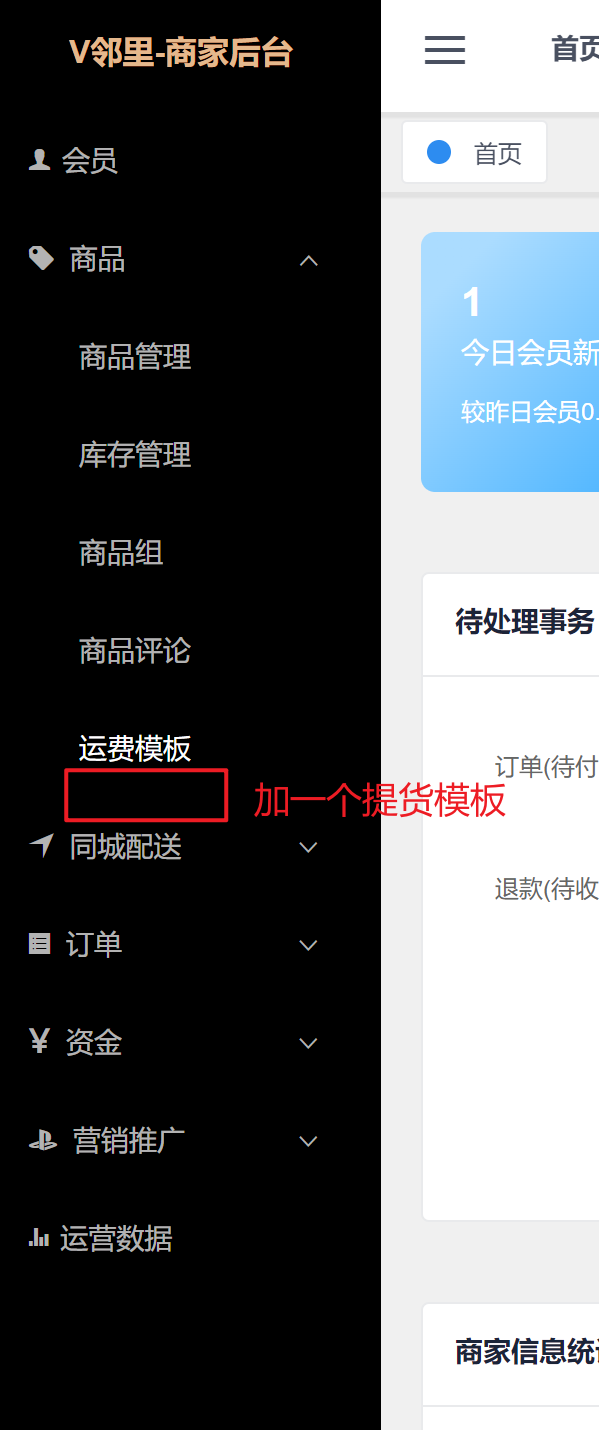 V邻里-商家后台
首页
会员
首页
商品
1
今日会员新
商品管理
较昨日会员0.
库存管理
商品组
待处理事务
商品评论
运费模板
订单(待付
加一个提货模板
同城配送
退款(待收
订单
资金
营销推广
运营数据
商家信息统